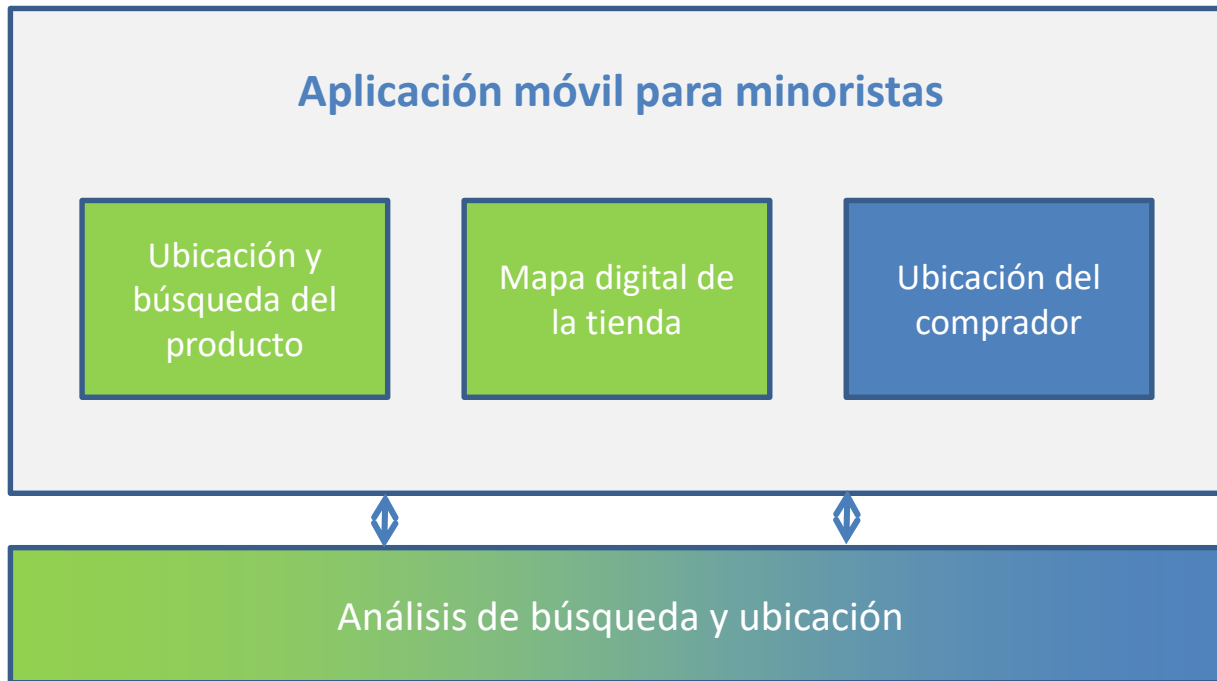 Aplicación móvil para minoristas
Ubicación y
búsqueda del
producto
Mapa digital de
la tienda
Ubicación del
comprador
Análisis de búsqueda y ubicación